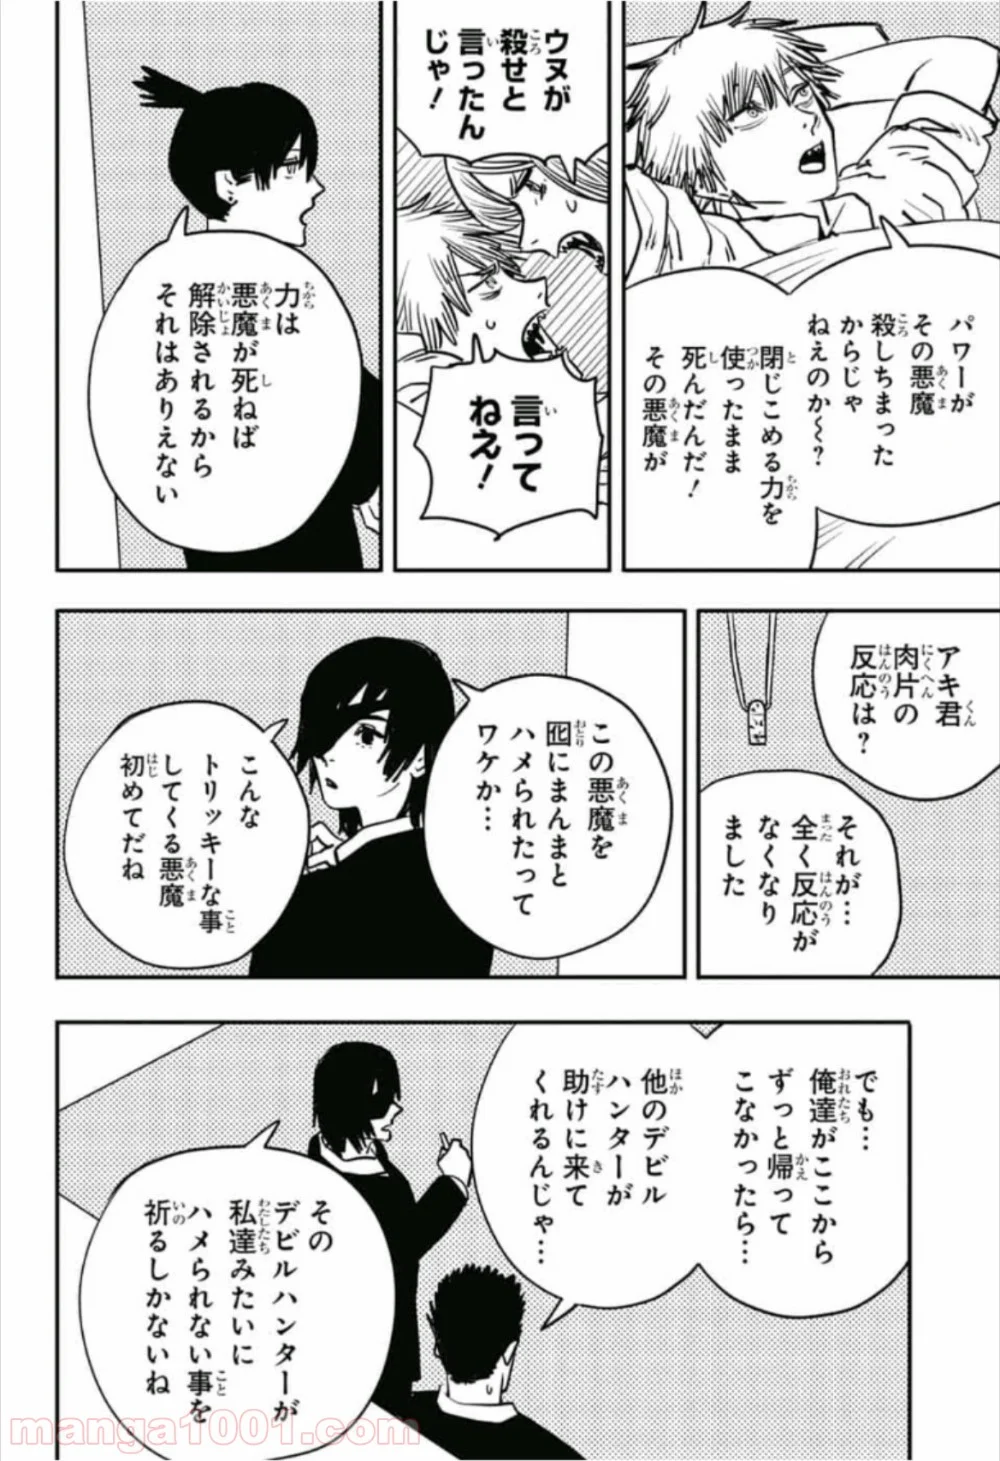 パワーが
その悪魔
殺しちまった
からじゃ
ねえのか〜?
閉じこめる力を
使ったまま
死んだんだ!
その悪魔が
ウヌが
殺せと
言ったん
じゃ!
言って
ねえ!
力は
悪魔が死ねば
解除されるから
それはありえない
アキ君
肉片の
反応は?
それが…
全く反応が
なくなり
ました
この悪魔を
囮にまんまと
ハメられたって
ワケか…
こんな
トリッキーな事
してくる悪魔
初めてだね
でも…
俺達がここから
ずっと帰って
こなかったら…
他のデビル
ハンターが
助けに来て
くれるんじゃ…
その
デビルハンターが
私達みたいに
ハメられない事を
祈るしかないね
manga1001.com